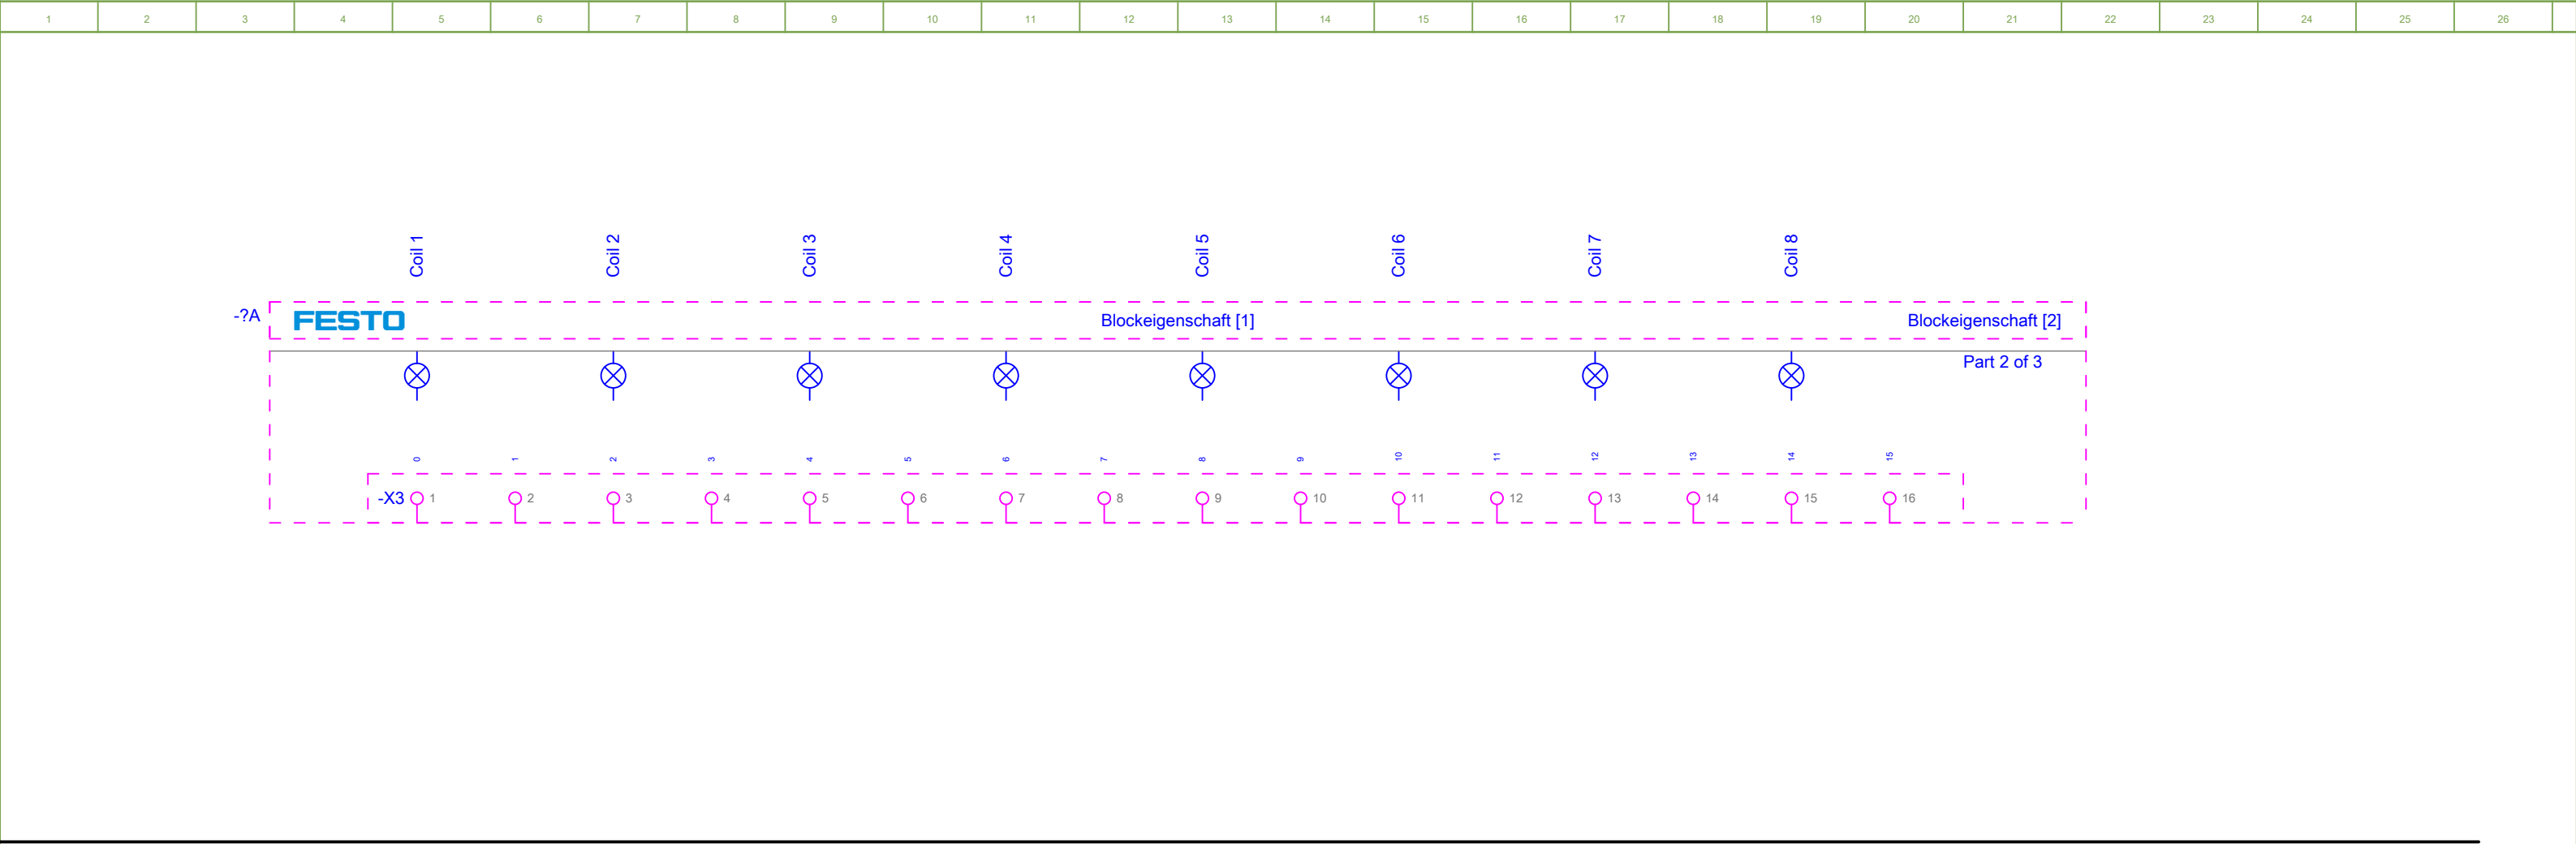 1 2 3 4 5 6 7 8 9 10 11 12 13 14 15 16 17 18 19 20 21 22 23 24 25 26
Coil 1 Coil 2 Coil 3 Coil 4 Coil 5 Coil 6 Coil 7 Coil 8
-?A FESTO Blockeigenschaft [1] Blockeigenschaft [2]
Part 2 of 3
0 1 2 3 4 5 6 7 8 9 10 11 12 13 14 15
-X3 1 2 3 4 5 6 7 8 9 10 11 12 13 14 15 16